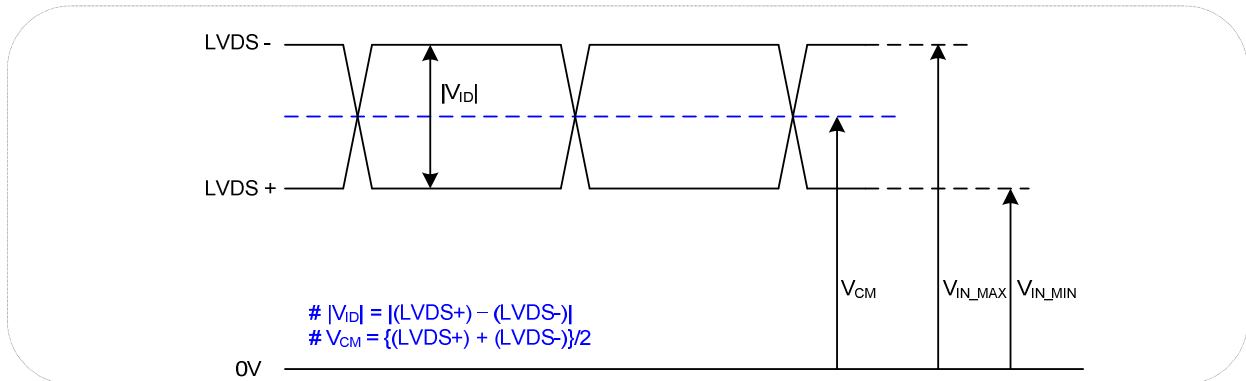 LVDS -
|VID|
LVDS +
VCM
VIN_MAX
VIN_MIN
# |VID| = |(LVDS+) – (LVDS-)|
# VCM = {(LVDS+) + (LVDS-)}/2
0V